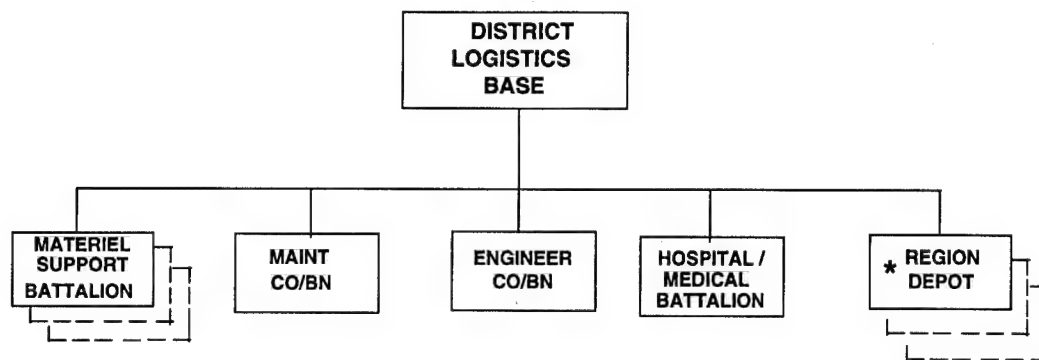 DISTRICT
LOGISTICS
BASE
MATERIEL
SUPPORT
BATTALION
MAINT
CO/BN
ENGINEER
CO/BN
HOSPITAL /
MEDICAL
BATTALION
* REGION
DEPOT